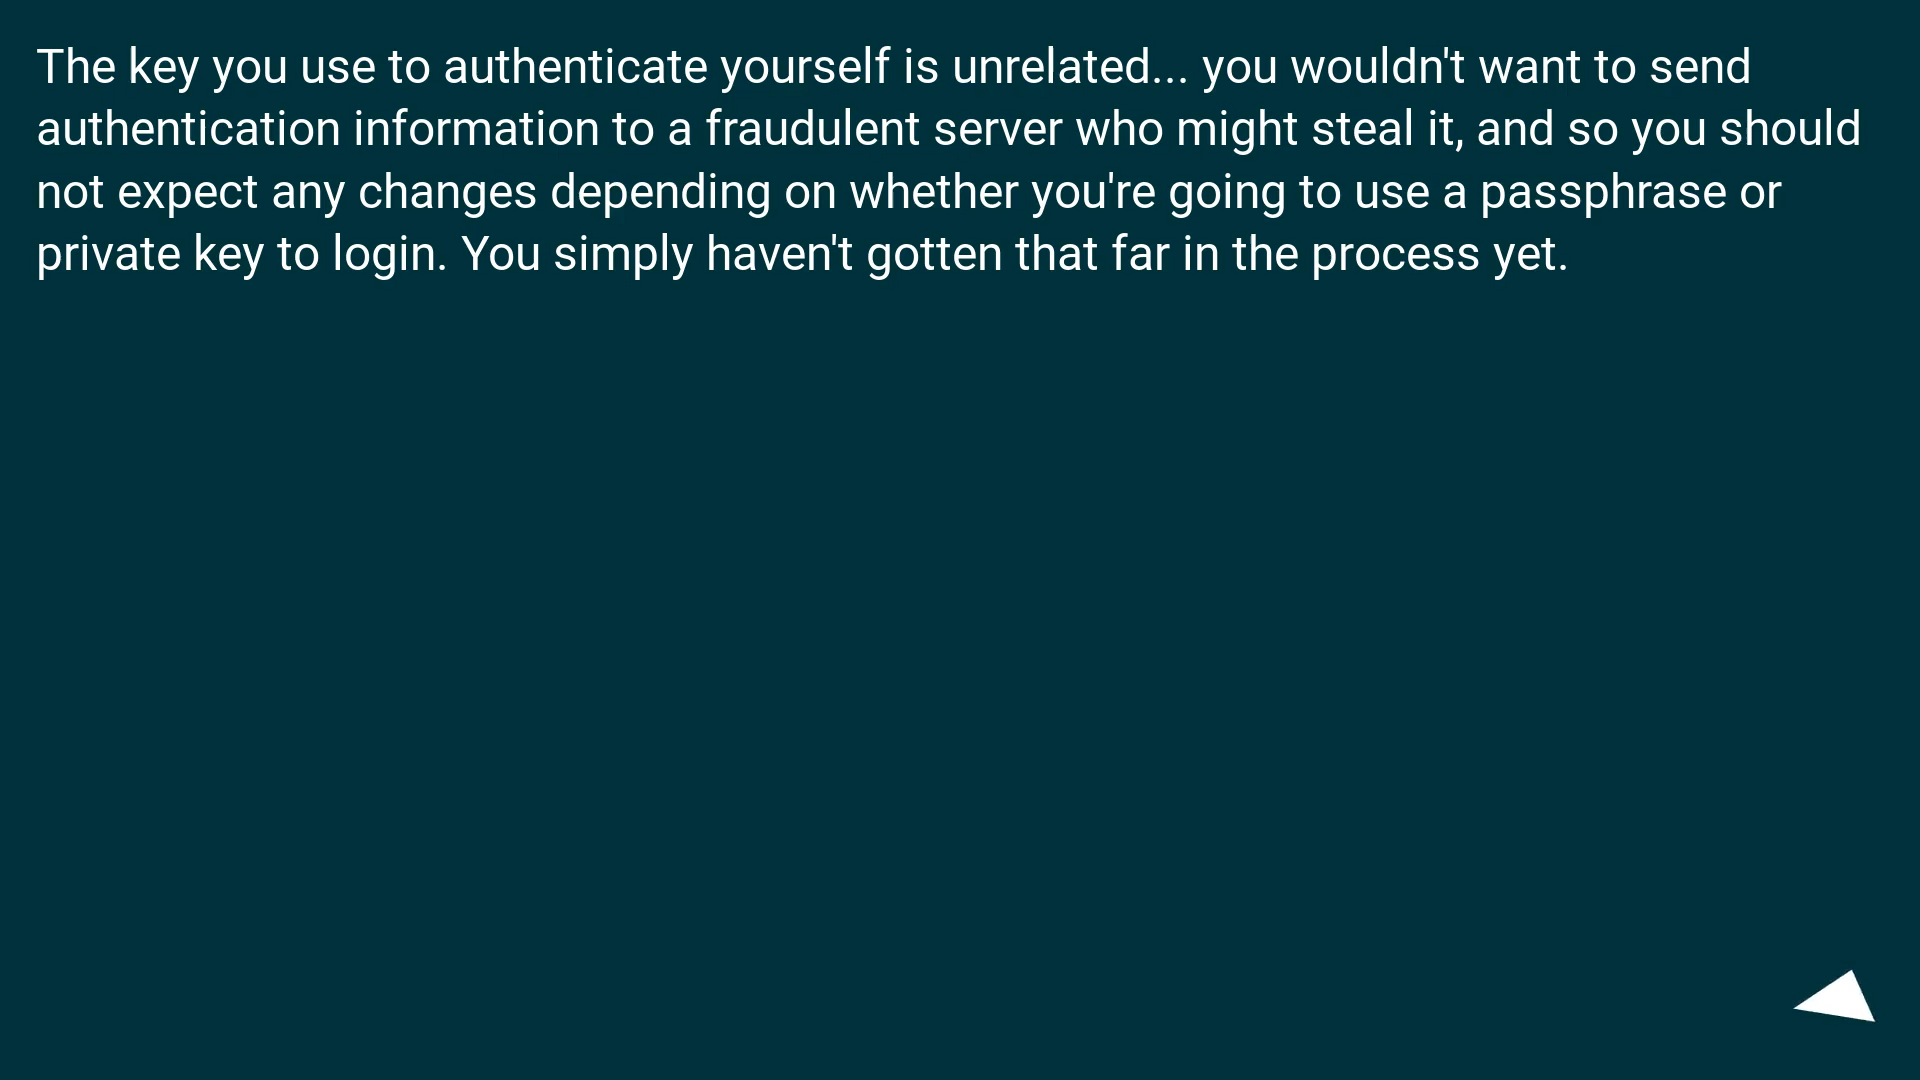 The key you use to authenticate yourself is unrelated... you wouldn't want to send
authentication information to a fraudulent server who might steal it, and so you should
not expect any changes depending on whether you're going to use a passphrase or
private key to login. You simply haven't gotten that far in the process yet.